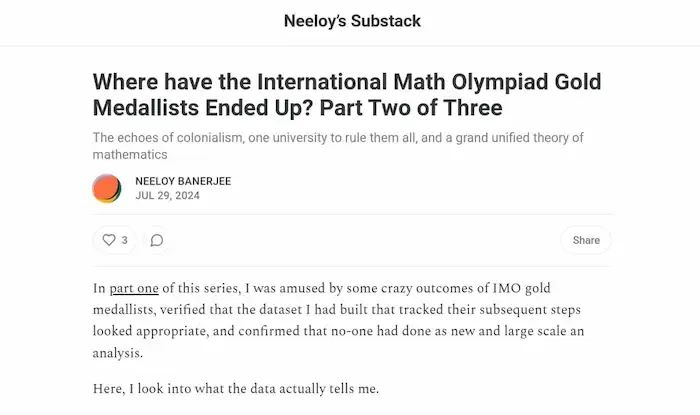 Neeloy's Substack
Where have the International Math Olympiad Gold
Medallists Ended Up? Part Two of Three
The echoes of colonialism, one university to rule them all, and a grand unified theory of
mathematics
NEELOY BANERJEE
JUL 29, 2024
3
Share
In part one of this series, I was amused by some crazy outcomes of IMO gold
medallists, verified that the dataset I had built that tracked their subsequent steps
looked appropriate, and confirmed that no-one had done as new and large scale an
analysis.
Here, I look into what the data actually tells me.